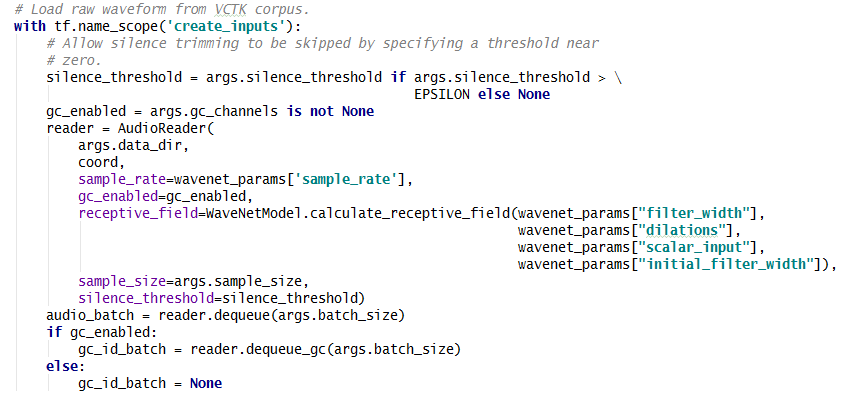 # Load raw waveform from VCTK corpus.
with tf.name_scope('create_inputs'):
    # Allow silence trimming to be skipped by specifying a threshold near
    # zero.
    silence_threshold = args.silence_threshold if args.silence_threshold > \
                                                  EPSILON else None
    gc_enabled = args.gc_channels is not None
    reader = AudioReader(
        args.data_dir,
        coord,
        sample_rate=wavenet_params['sample_rate'],
        gc_enabled=gc_enabled,
        receptive_field=WaveNetModel.calculate_receptive_field(wavenet_params["filter_width"],
                                                               wavenet_params["dilations"],
                                                               wavenet_params["scalar_input"],
                                                               wavenet_params["initial_filter_width"]),
        sample_size=args.sample_size,
        silence_threshold=silence_threshold)
    audio_batch = reader.dequeue(args.batch_size)
    if gc_enabled:
        gc_id_batch = reader.dequeue_gc(args.batch_size)
    else:
        gc_id_batch = None